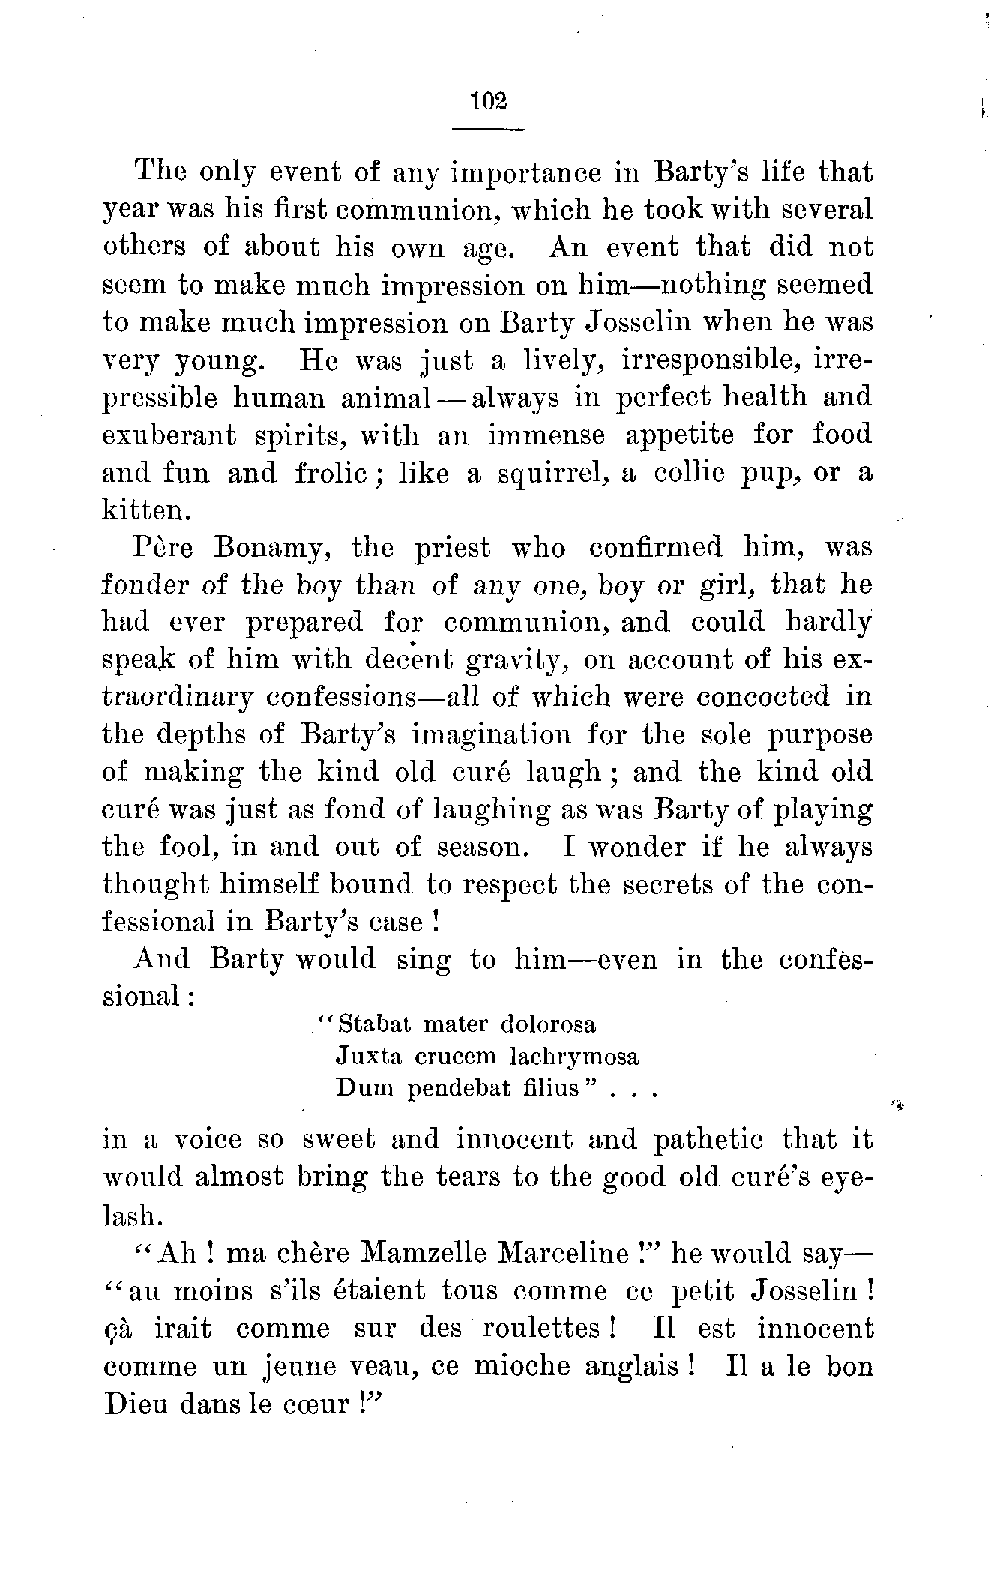 102
The only event of any importance in Barty's life that
year was his first communion, which he took with several
others of about his own age. An event that did not
seem to make much impression on him—nothing seemed
to make much impression on Barty Josselin when he was
very young. He was just a lively, irresponsible, irre-
pressible human animal—always in perfect health and
exuberant spirits, with an immense appetite for food
and fun and frolic; like a squirrel, a collie pup, or a
kitten.
Père Bonamy, the priest who confirmed him, was
fonder of the boy than of any one, boy or girl, that he
had ever prepared for communion, and could hardly
speak of him with decent gravity, on account of his ex-
traordinary confessions—all of which were concocted in
the depths of Barty's imagination for the sole purpose
of making the kind old curé laugh; and the kind old
curé was just as fond of laughing as was Barty of playing
the fool, in and out of season. I wonder if he always
thought himself bound to respect the secrets of the con-
fessional in Barty's case!
And Barty would sing to him—even in the confes-
sional:
"Stabat mater dolorosa
Juxta crucem lachrymosa
Dum pendebat filius" . . .
in a voice so sweet and innocent and pathetic that it
would almost bring the tears to the good old curé's eye-
lash.
"Ah! ma chère Mamzelle Marceline!" he would say—
"au moins s'ils étaient tous comme ce petit Josselin!
çà irait comme sur des roulettes! Il est innocent
comme un jeune veau, ce mioche anglais! Il a le bon
Dieu dans le cœur!"